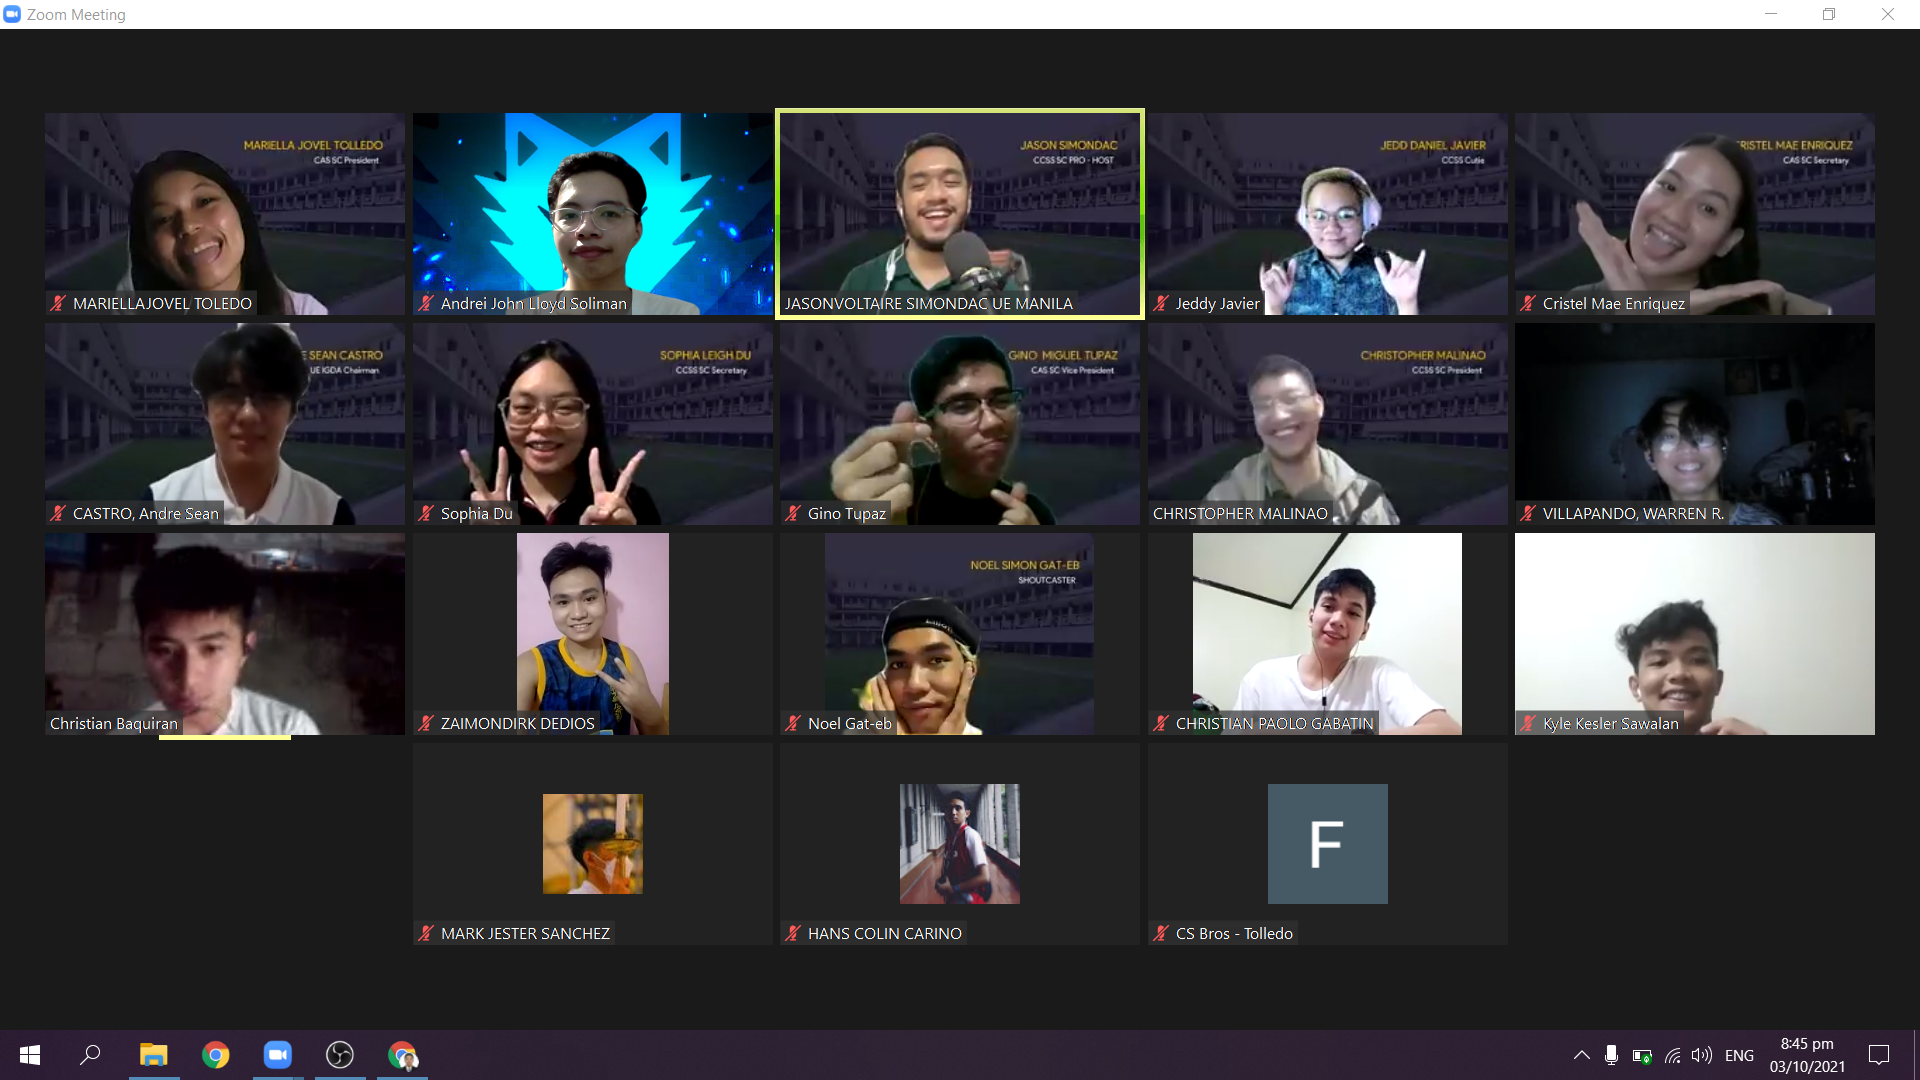 Zoom Meeting
MARIELLA JOVEL TOLLEDO
CAS SC President
MARIELLAJOVEL TOLEDO
Andrei John Lloyd Soliman
JASON SIMONDAC
CCSS SC PRO - HOST
JASONVOLTAIRE SIMONDAC UE MANILA
JEDD DANIEL JAVIER
CCSS Cutie
Jeddy Javier
RISTEL MAE ENRIQUEZ
CAS SC Secretary
Cristel Mae Enriquez
E SEAN CASTRO
UE IGDA Chairman
CASTRO, Andre Sean
SOPHIA LEIGH DU
CCSS SC Secretary
Sophia Du
GINO MIGUEL TUPAZ
CAS SC Vice President
Gino Tupaz
CHRISTOPHER MALINAO
CCSS SC President
CHRISTOPHER MALINAO
VILLAPANDO, WARREN R.
Christian Baquiran
ZAIMONDIRK DEDIOS
NOEL SIMON GAT-EB
SHOUTCASTER
Noel Gat-eb
CHRISTIAN PAOLO GABATIN
Kyle Kesler Sawalan
MARK JESTER SANCHEZ
HANS COLIN CARINO
F
CS Bros - Tolledo
ENG
8:45 pm
03/10/2021